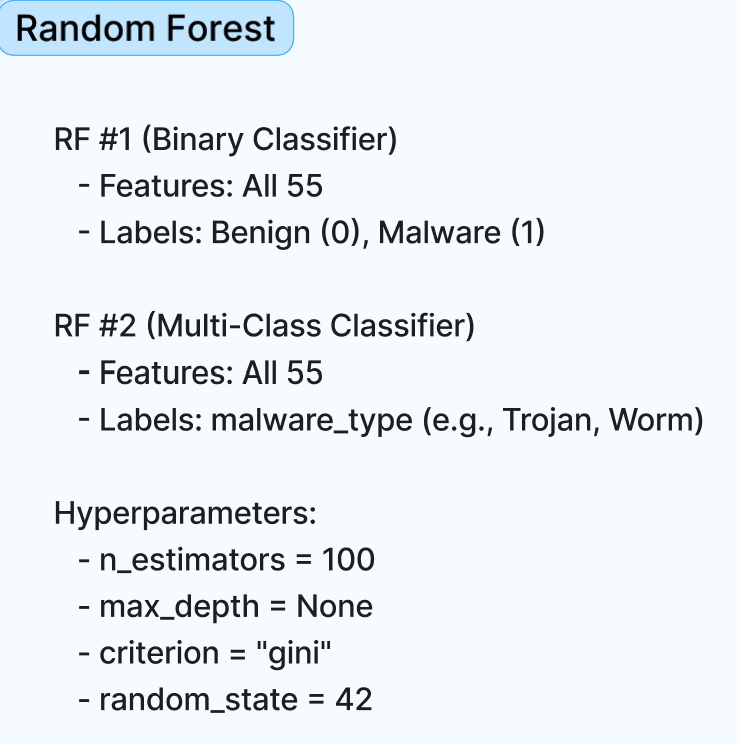 Random Forest
RF #1 (Binary Classifier)
- Features: All 55
- Labels: Benign (0), Malware (1)
RF #2 (Multi-Class Classifier)
- Features: All 55
- Labels: malware_type (e.g., Trojan, Worm)
Hyperparameters:
- n_estimators = 100
- max_depth = None
- criterion = "gini"
- random_state = 42